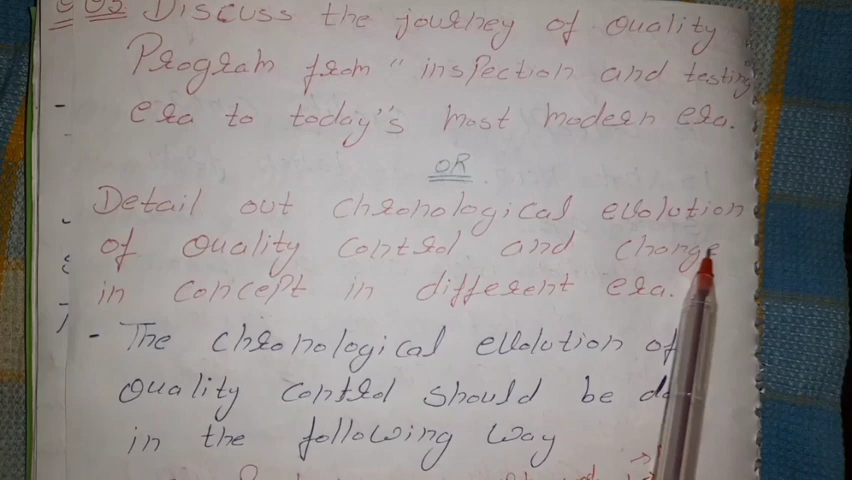 Q2 Discuss the journey of Quality
Program from "inspection and testing
era to today"s most modern era.
OR
Detail out chronological evolution
of Quality control and change
in concept in different era.
- The chronological evolution of
Quality control should be
in the following way